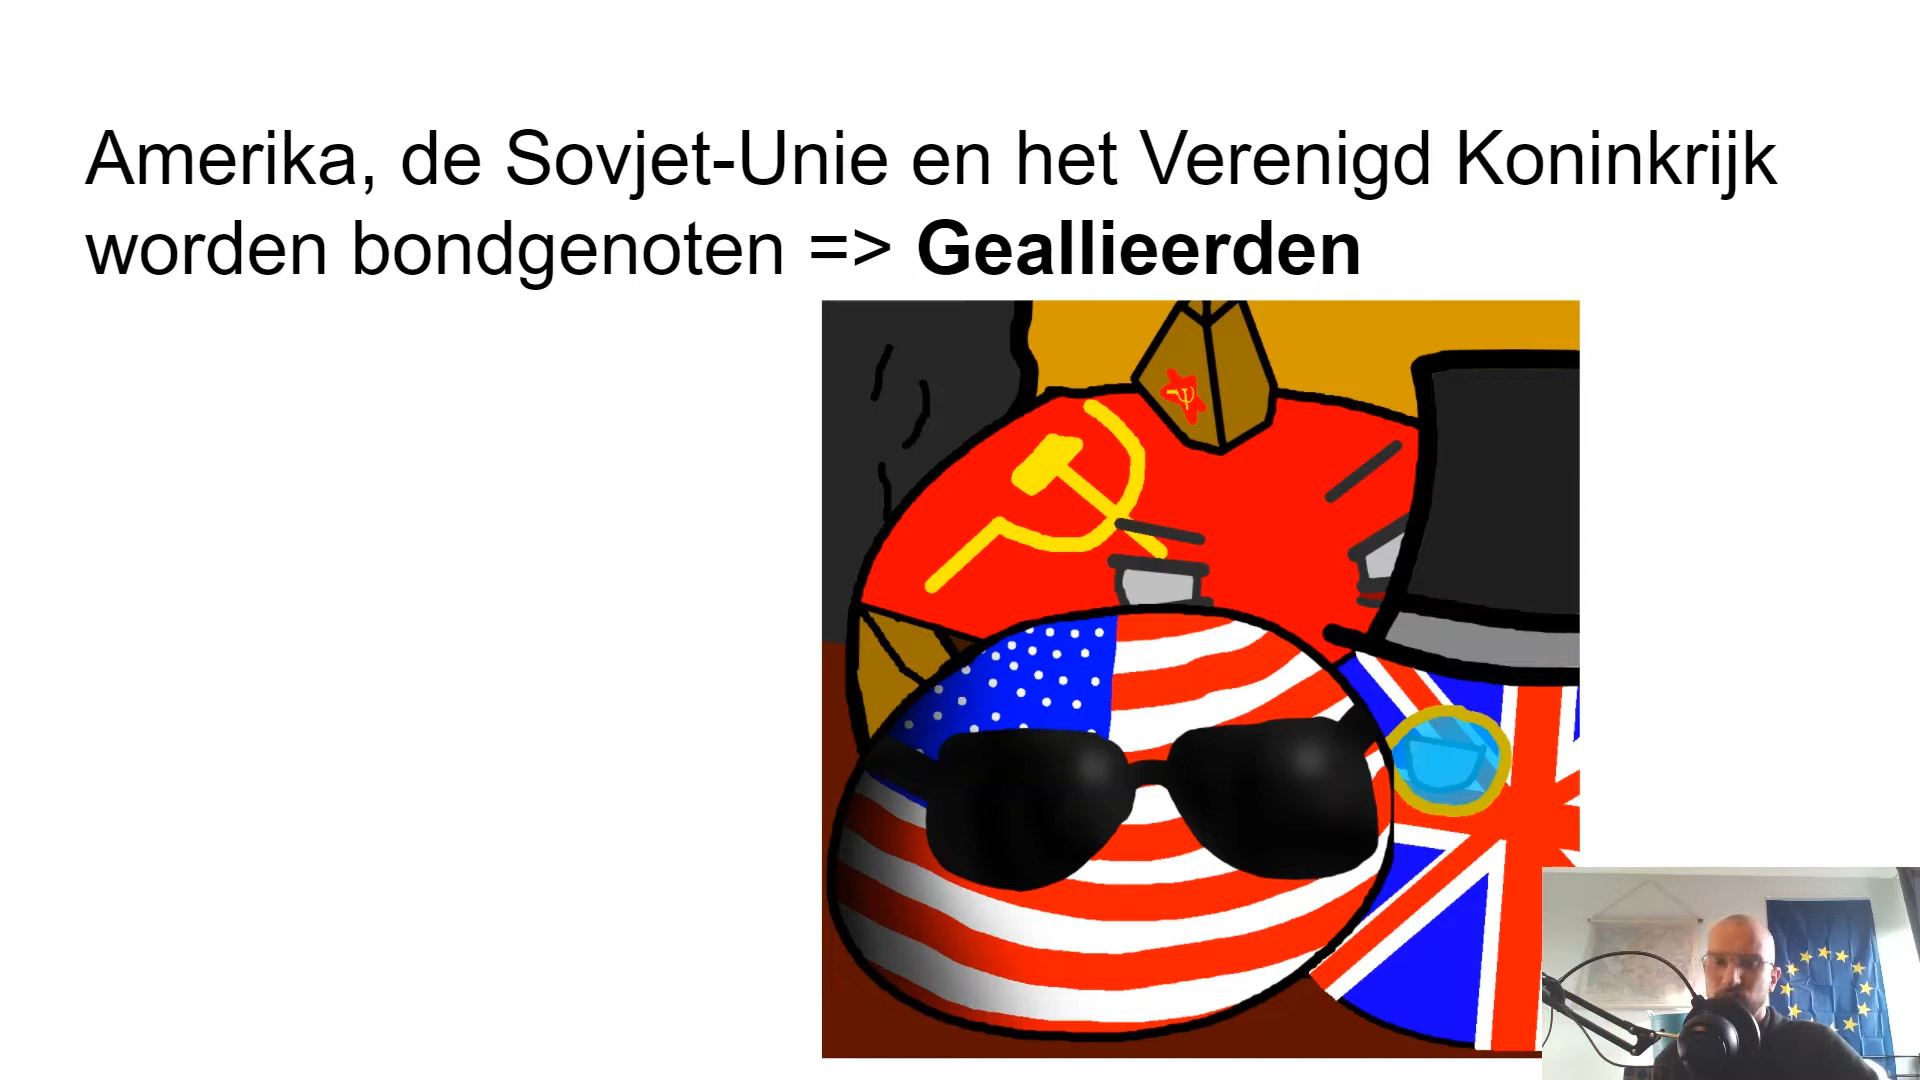 Amerika, de Sovjet-Unie en het Verenigd Koninkrijk
worden bondgenoten => Geallieerden